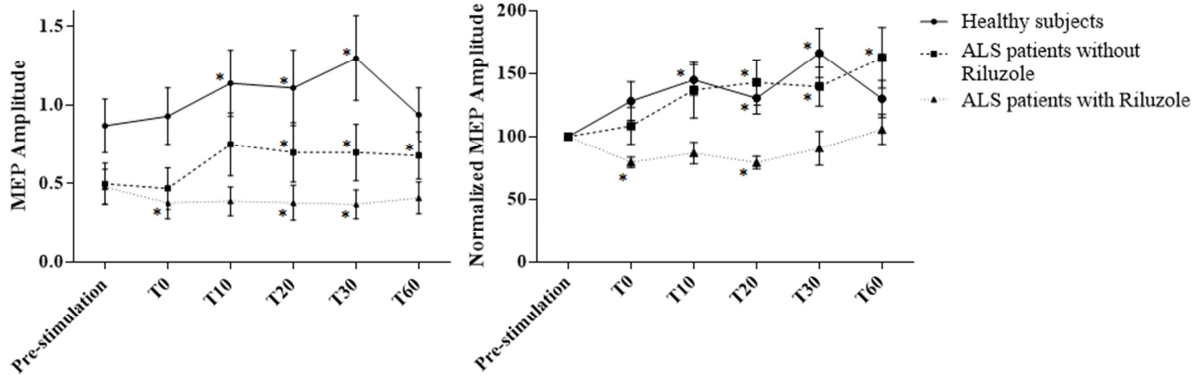 MEP Amplitude
1.5
1.0
0.5
0.0
*
*
*
*
*
*
*
*
*
Pre-stimulation
T0
T10
T20
T30
T60
Normalized MEP Amplitude
200
150
100
50
0
*
*
*
*
*
*
*
*
Pre-stimulation
T0
T10
T20
T30
T60
Healthy subjects
ALS patients without
Riluzole
ALS patients with Riluzole